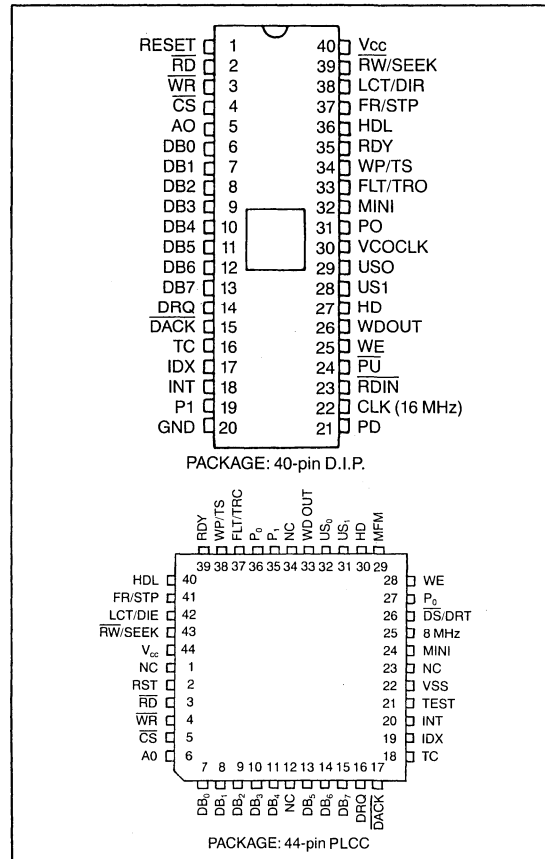 RESET 1 40 Vcc
RD 2 39 RW/SEEK
WR 3 38 LCT/DIR
CS 4 37 FR/STP
AO 5 36 HDL
DB0 6 35 RDY
DB1 7 34 WP/TS
DB2 8 33 FLT/TRO
DB3 9 32 MINI
DB4 10 31 PO
DB5 11 30 VCOCLK
DB6 12 29 USO
DB7 13 28 US1
DRQ 14 27 HD
DACK 15 26 WDOUT
TC 16 25 WE
IDX 17 24 PU
INT 18 23 RDIN
P1 19 22 CLK (16 MHz)
GND 20 21 PD
PACKAGE: 40-pin D.I.P.
RDY WP/TS FLT/TRC P0 P1 NC WD OUT US0 US1 HD MFM
39 38 37 36 35 34 33 32 31 30 29
HDL 40 28 WE
FR/STP 41 27 P0
LCT/DIE 42 26 DS/DRT
RW/SEEK 43 25 8 MHz
Vcc 44 24 MINI
NC 1 23 NC
RST 2 22 VSS
RD 3 21 TEST
WR 4 20 INT
CS 5 19 IDX
A0 6 18 TC
7 8 9 10 11 12 13 14 15 16 17
DB0 DB1 DB2 DB3 DB4 NC DB5 DB6 DB7 DRQ DACK
PACKAGE: 44-pin PLCC